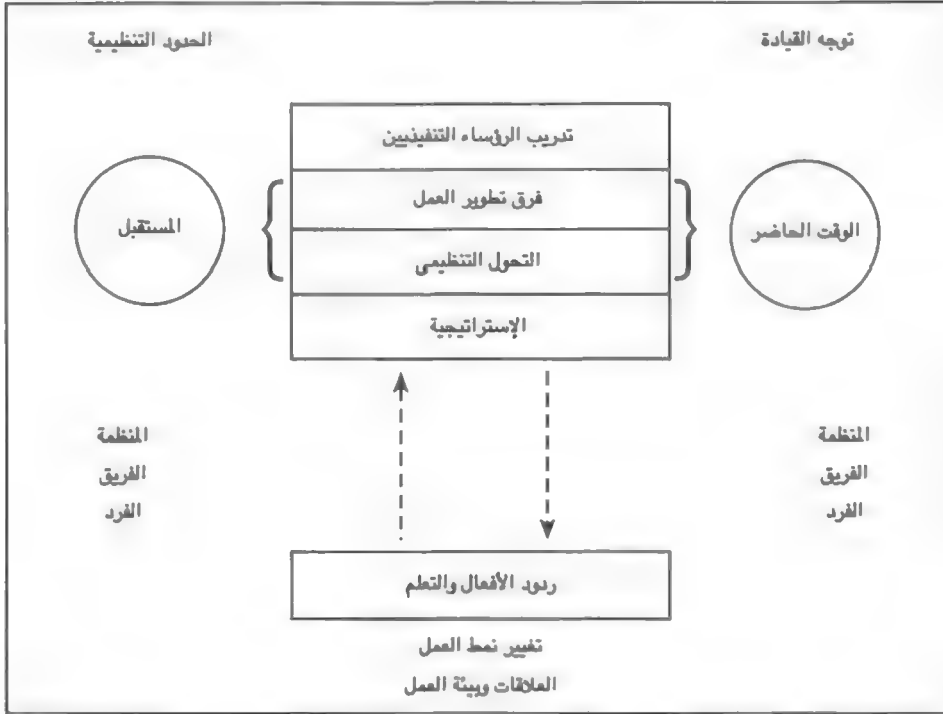 توجه القيادة
الحدود التنظيمية
تدريب الرؤساء التنفيذيين
فرق تطوير العمل
التحول التنظيمى
الإستراتيجية
الوقت الحاضر
المستقبل
المنظمة
الفريق
الفرد
المنظمة
الفريق
الفرد
ردود الأفعال والتعلم
تغيير نمط العمل
العلاقات وبيئة العمل